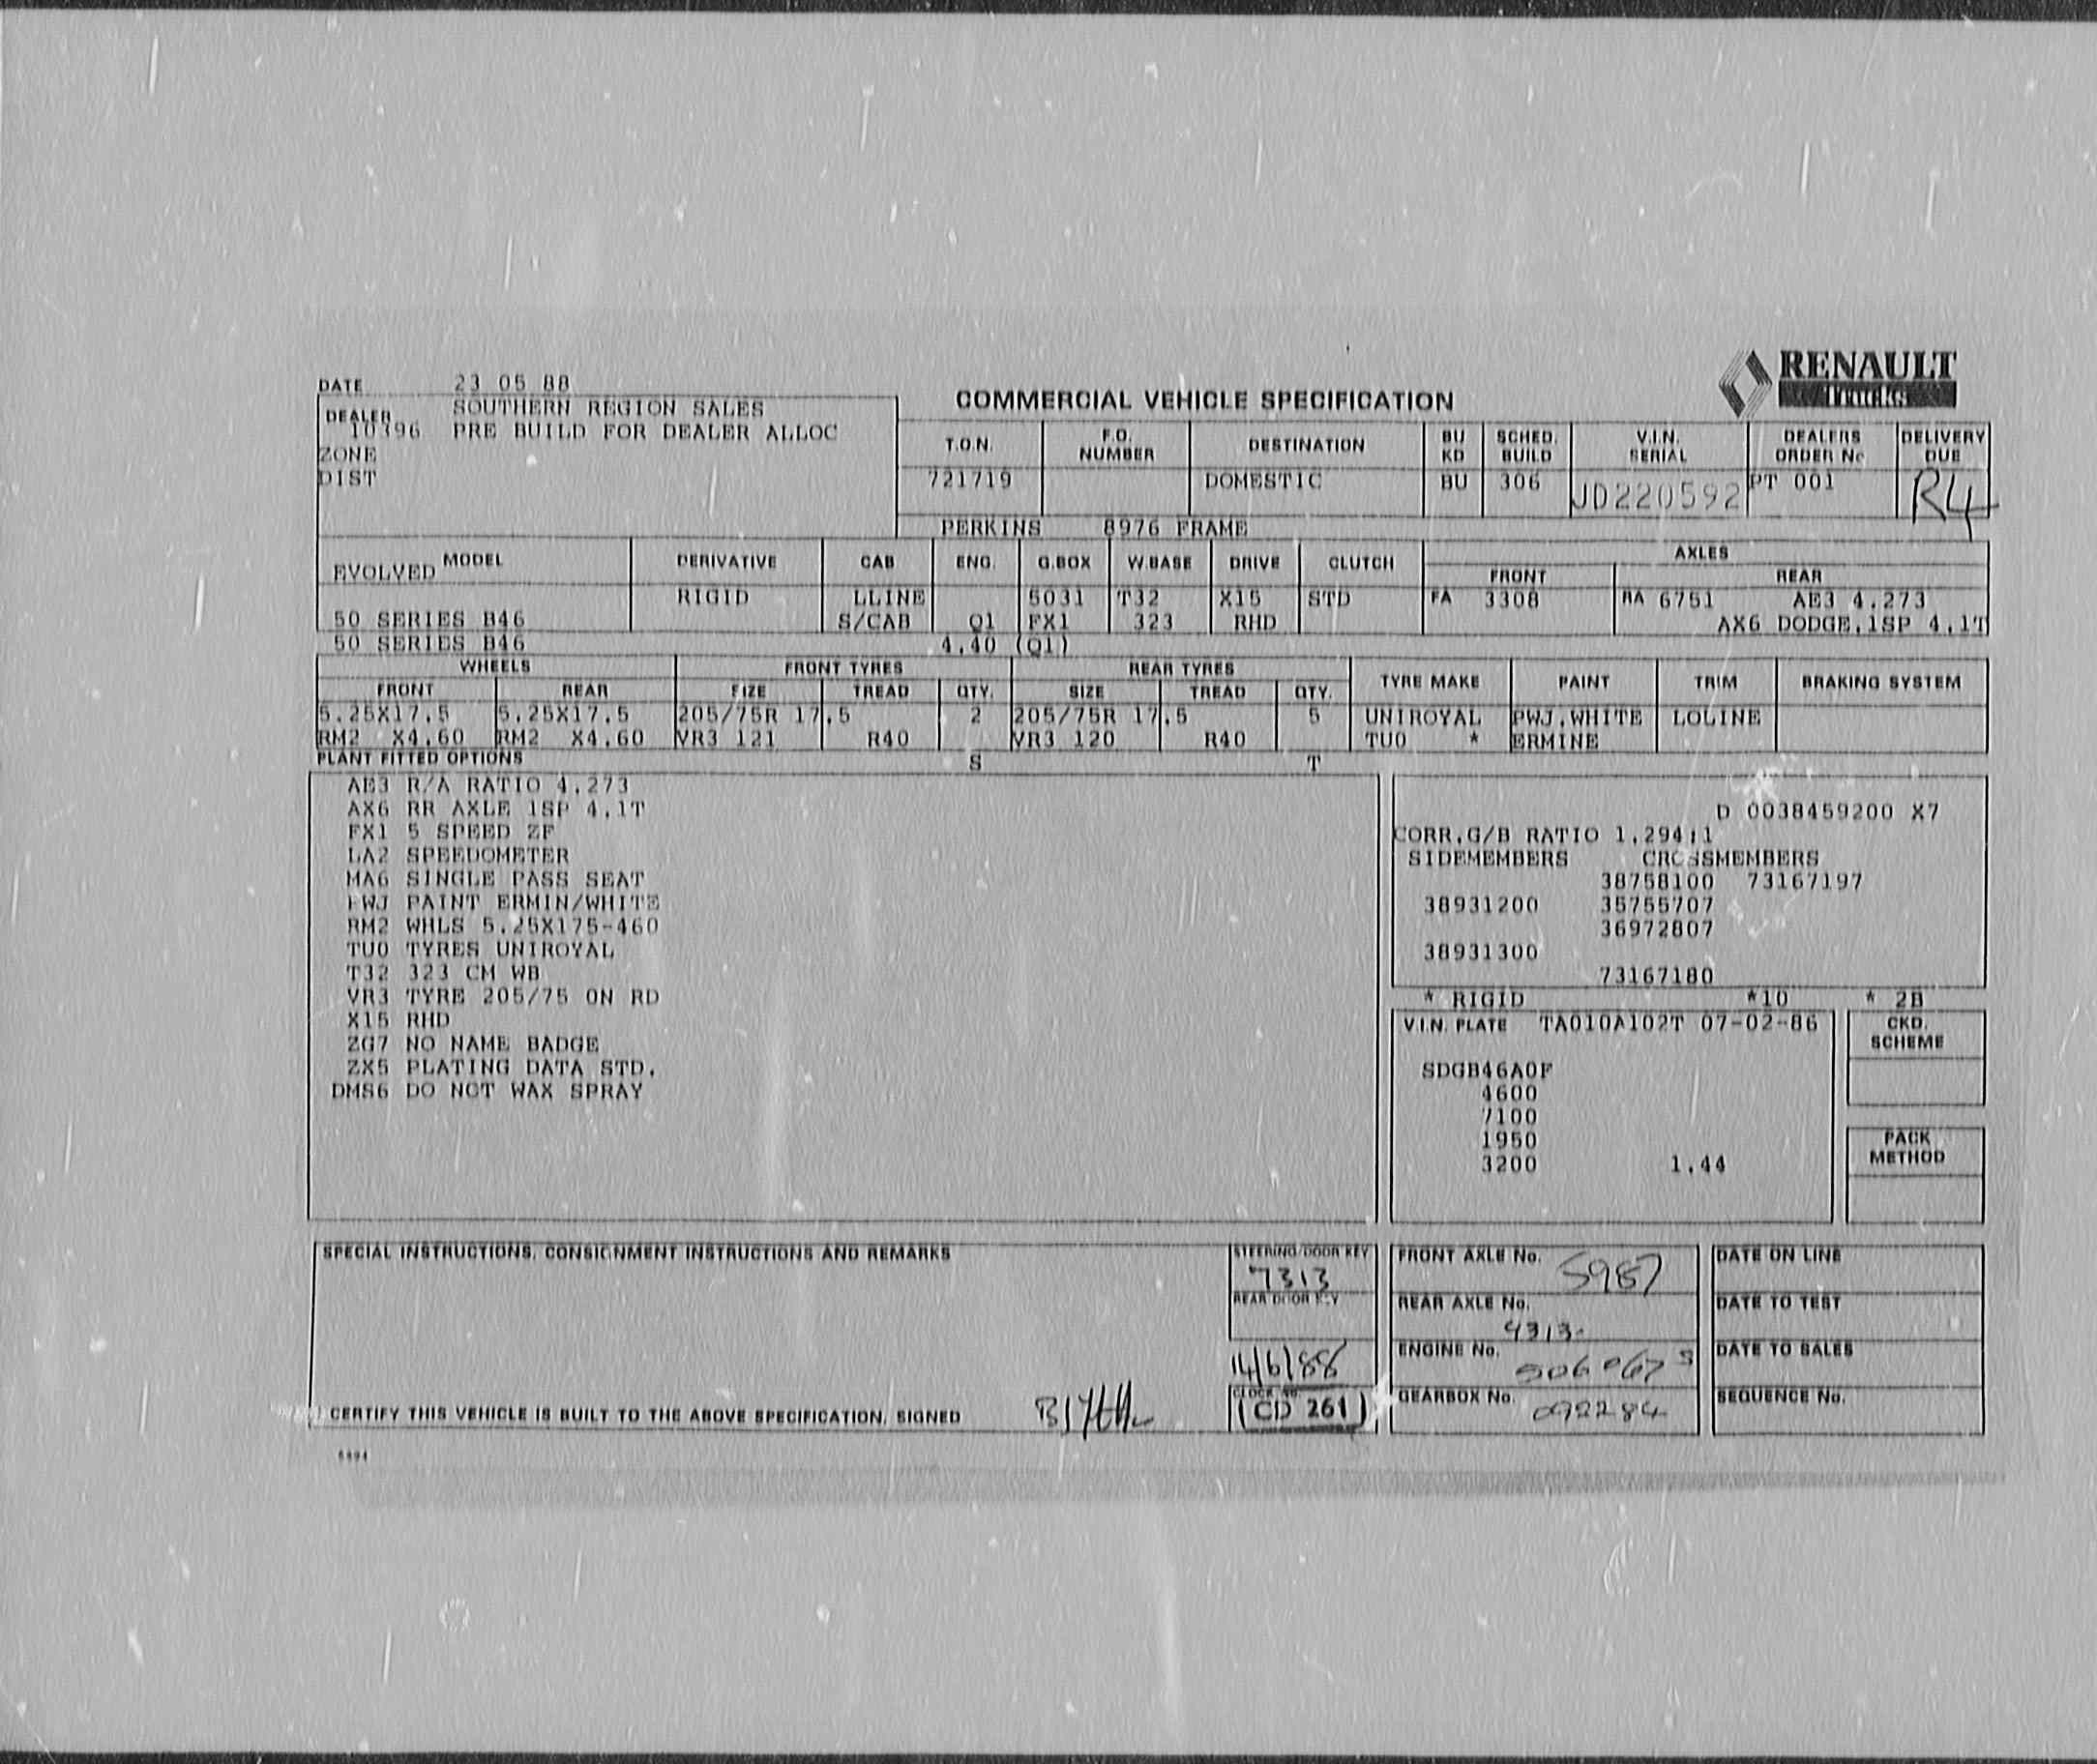 RENAULT
Trucks
DATE 23 05 88
COMMERCIAL VEHICLE SPECIFICATION
DEALER SOUTHERN REGION SALES
10396 PRE BUILD FOR DEALER ALLOC
ZONE
DIST
T.O.N. F.O. NUMBER DESTINATION BU KD SCHED. BUILD V.I.N. SERIAL DEALERS ORDER No DELIVERY DUE
721719 DOMESTIC BU 306 JD220592 PT 001 R4
PERKINS 8976 FRAME
MODEL DERIVATIVE CAB ENG. G.BOX W.BASE DRIVE CLUTCH AXLES
EVOLVED FRONT REAR
RIGID LLINE 5031 T32 X15 STD FA 3308 RA 6751 AE3 4.273
50 SERIES B46 S/CAB Q1 FX1 323 RHD AX6 DODGE.1SP 4.1T
50 SERIES B46 4.40 (Q1)
WHEELS FRONT TYRES REAR TYRES TYRE MAKE PAINT TRIM BRAKING SYSTEM
FRONT REAR SIZE TREAD QTY. SIZE TREAD QTY.
5.25X17.5 5.25X17.5 205/75R 17.5 2 205/75R 17.5 5 UNIROYAL PWJ.WHITE LOLINE
RM2 X4.60 RM2 X4.60 VR3 121 R40 VR3 120 R40 TU0 * ERMINE
PLANT FITTED OPTIONS S T
AE3 R/A RATIO 4.273
AX6 RR AXLE 1SP 4.1T
FX1 5 SPEED ZF
LA2 SPEEDOMETER
MA6 SINGLE PASS SEAT
PWJ PAINT ERMIN/WHITE
RM2 WHLS 5.25X175-460
TU0 TYRES UNIROYAL
T32 323 CM WB
VR3 TYRE 205/75 ON RD
X15 RHD
ZG7 NO NAME BADGE
ZX5 PLATING DATA STD.
DMS6 DO NOT WAX SPRAY
D 0038459200 X7
CORR.G/B RATIO 1.294:1
SIDEMEMBERS CROSSMEMBERS
38758100 73167197
38931200 35755707
36972807
38931300
73167180
* RIGID *10 * 2B
V.I.N. PLATE TA010A102T 07-02-86
CKD. SCHEME
SDGB46A0F
4600
7100
1950
3200 1.44
PACK METHOD
SPECIAL INSTRUCTIONS, CONSIGNMENT INSTRUCTIONS AND REMARKS
STEERING/DOOR KEY
7313
REAR DOOR KEY
14/6/88
CLOCK No.
CD 261
I CERTIFY THIS VEHICLE IS BUILT TO THE ABOVE SPECIFICATION, SIGNED
FRONT AXLE No. 5987
REAR AXLE No. 4313
ENGINE No.
GEARBOX No. 092284
DATE ON LINE
DATE TO TEST
DATE TO SALES
SEQUENCE No.